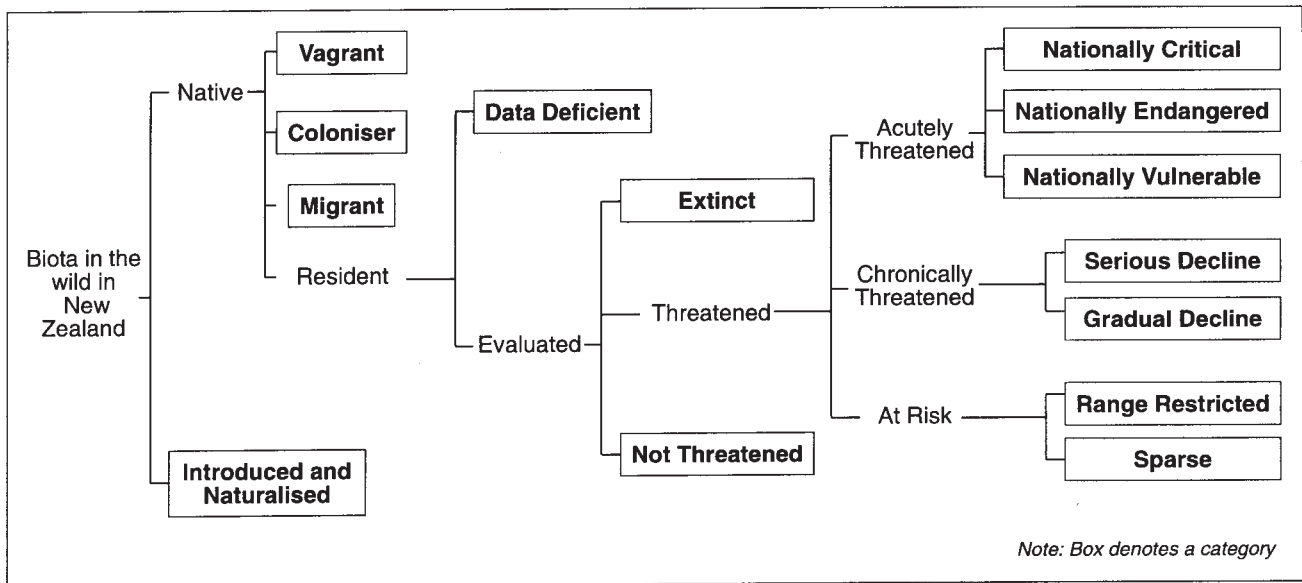 Biota in the
wild in
New
Zealand
Native
Introduced and
Naturalised
Vagrant
Coloniser
Migrant
Resident
Data Deficient
Evaluated
Extinct
Threatened
Not Threatened
Acutely
Threatened
Chronically
Threatened
At Risk
Nationally Critical
Nationally Endangered
Nationally Vulnerable
Serious Decline
Gradual Decline
Range Restricted
Sparse
Note: Box denotes a category